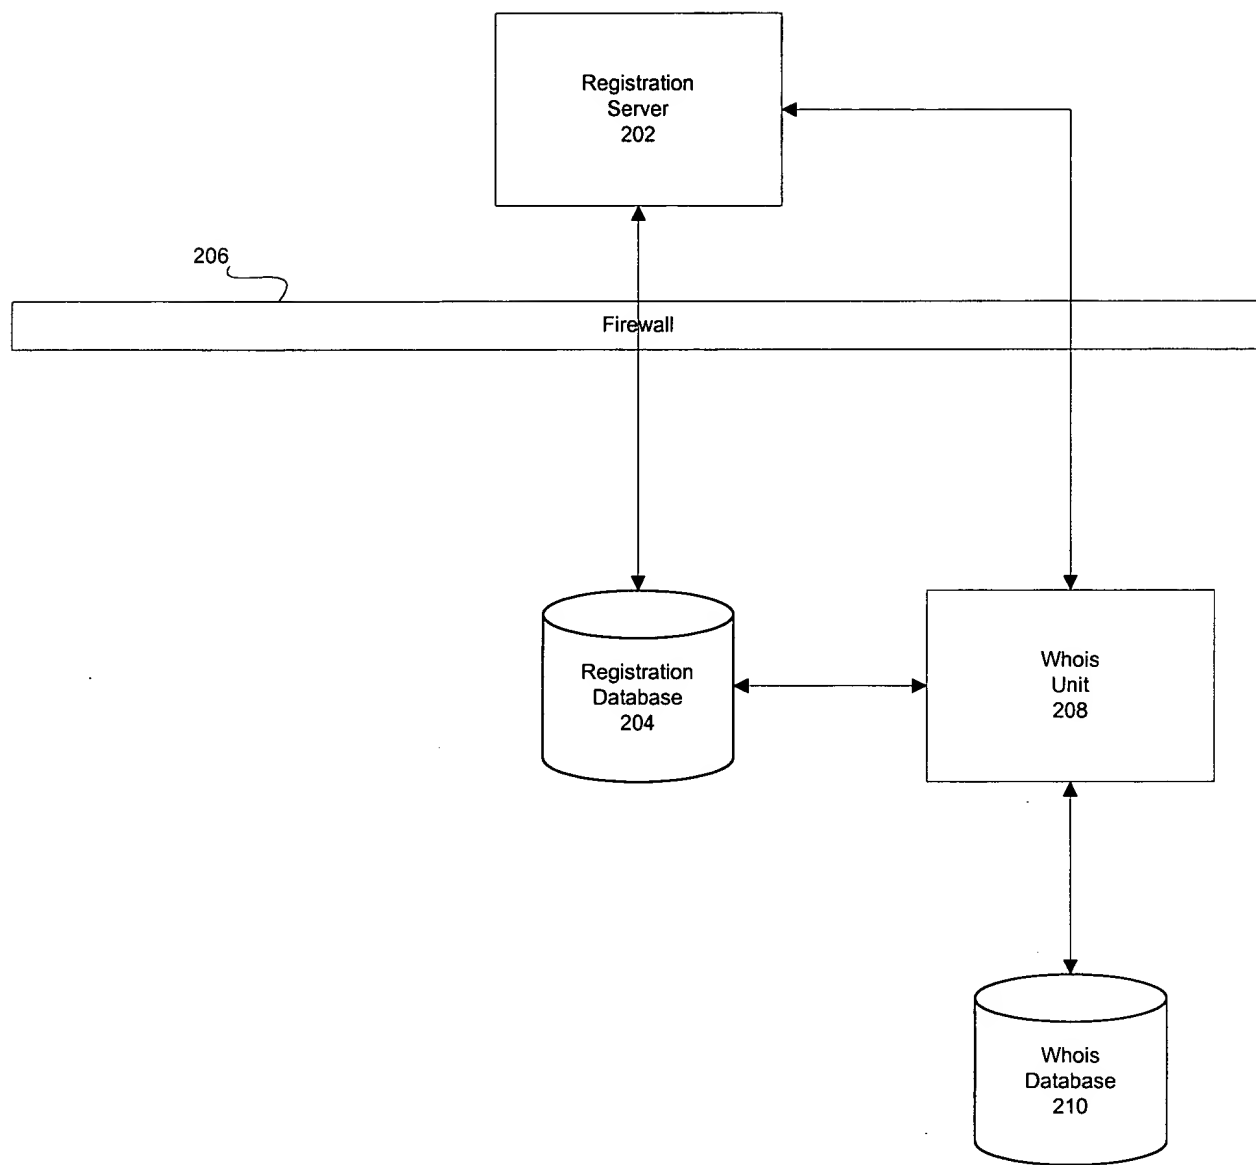 Registration
Server
202
206
Firewall
Registration
Database
204
Whois
Unit
208
Whois
Database
210